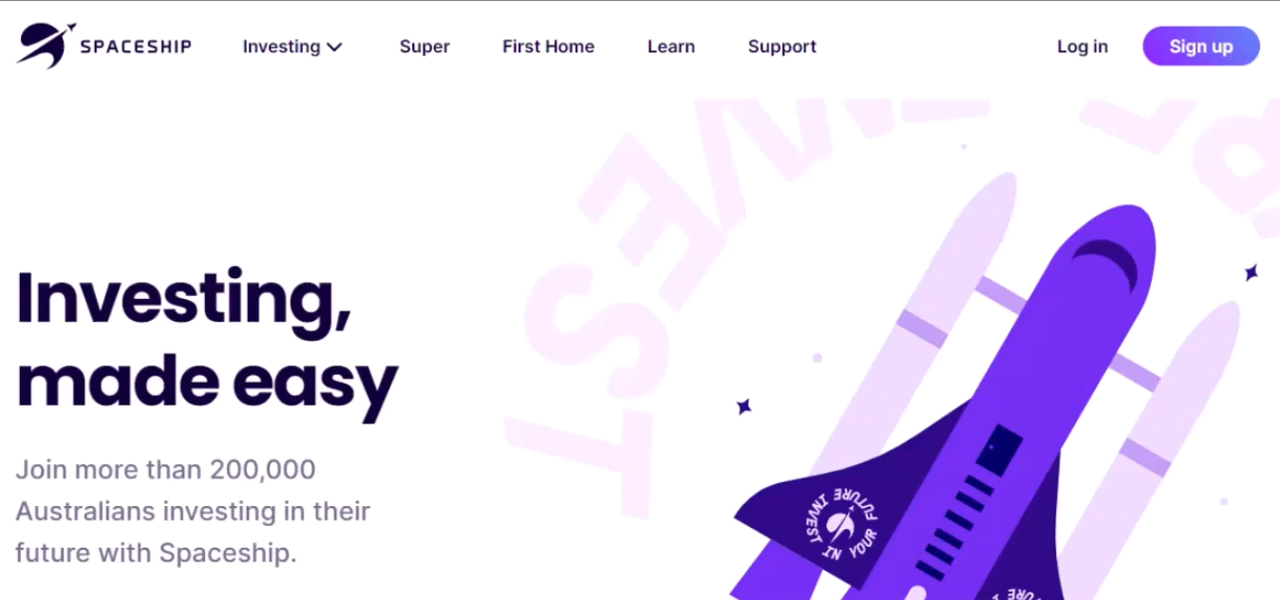 SPACESHIP
Investing
Super
First Home
Learn
Support
Log in
Sign up
Investing,
made easy
Join more than 200,000
Australians investing in their
future with Spaceship.
INVEST
INVEST IN YOUR FUTURE